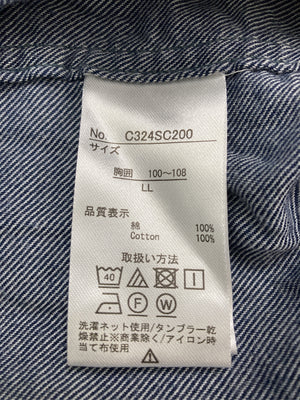 No. C324SC200
サイズ
胸囲 100～108
LL
品質表示
綿 100%
Cotton 100%
取扱い方法
40
F W
洗濯ネット使用/タンブラー乾
燥禁止※商業除く/アイロン時
当て布使用